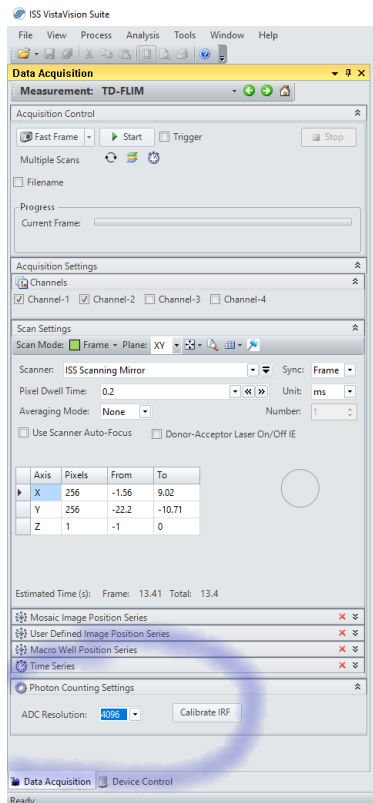 ISS VistaVision Suite
File View Process Analysis Tools Window Help
Data Acquisition
Measurement: TD-FLIM
Acquisition Control
Fast Frame Start Trigger Stop
Multiple Scans
Filename
Progress
Current Frame:
Acquisition Settings
Channels
Channel-1 Channel-2 Channel-3 Channel-4
Scan Settings
Scan Mode: Frame Plane: XY
Scanner: ISS Scanning Mirror Sync: Frame
Pixel Dwell Time: 0.2 Unit: ms
Averaging Mode: None Number: 1
Use Scanner Auto-Focus Donor-Acceptor Laser On/Off IE
Axis Pixels From To
X 256 -1.56 9.02
Y 256 -22.2 -10.71
Z 1 -1 0
Estimated Time (s): Frame: 13.41 Total: 13.4
Mosaic Image Position Series
User Defined Image Position Series
Macro Well Position Series
Time Series
Photon Counting Settings
ADC Resolution: 4096 Calibrate IRF
Data Acquisition Device Control
Ready